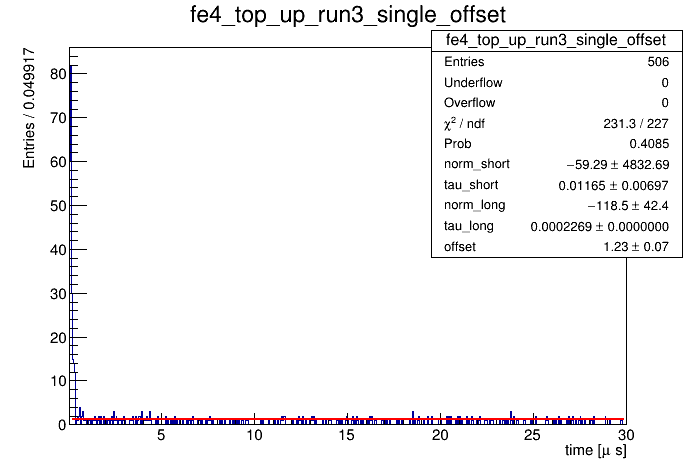 fe4_top_up_run3_single_offset
fe4_top_up_run3_single_offset
Entries 506
Underflow 0
Overflow 0
χ² / ndf 231.3 / 227
Prob 0.4085
norm_short −59.29 ± 4832.69
tau_short 0.01165 ± 0.00697
norm_long −118.5 ± 42.4
tau_long 0.0002269 ± 0.0000000
offset 1.23 ± 0.07
Entries / 0.049917
80
70
60
50
40
30
20
10
0
5 10 15 20 25 30
time [μ s]